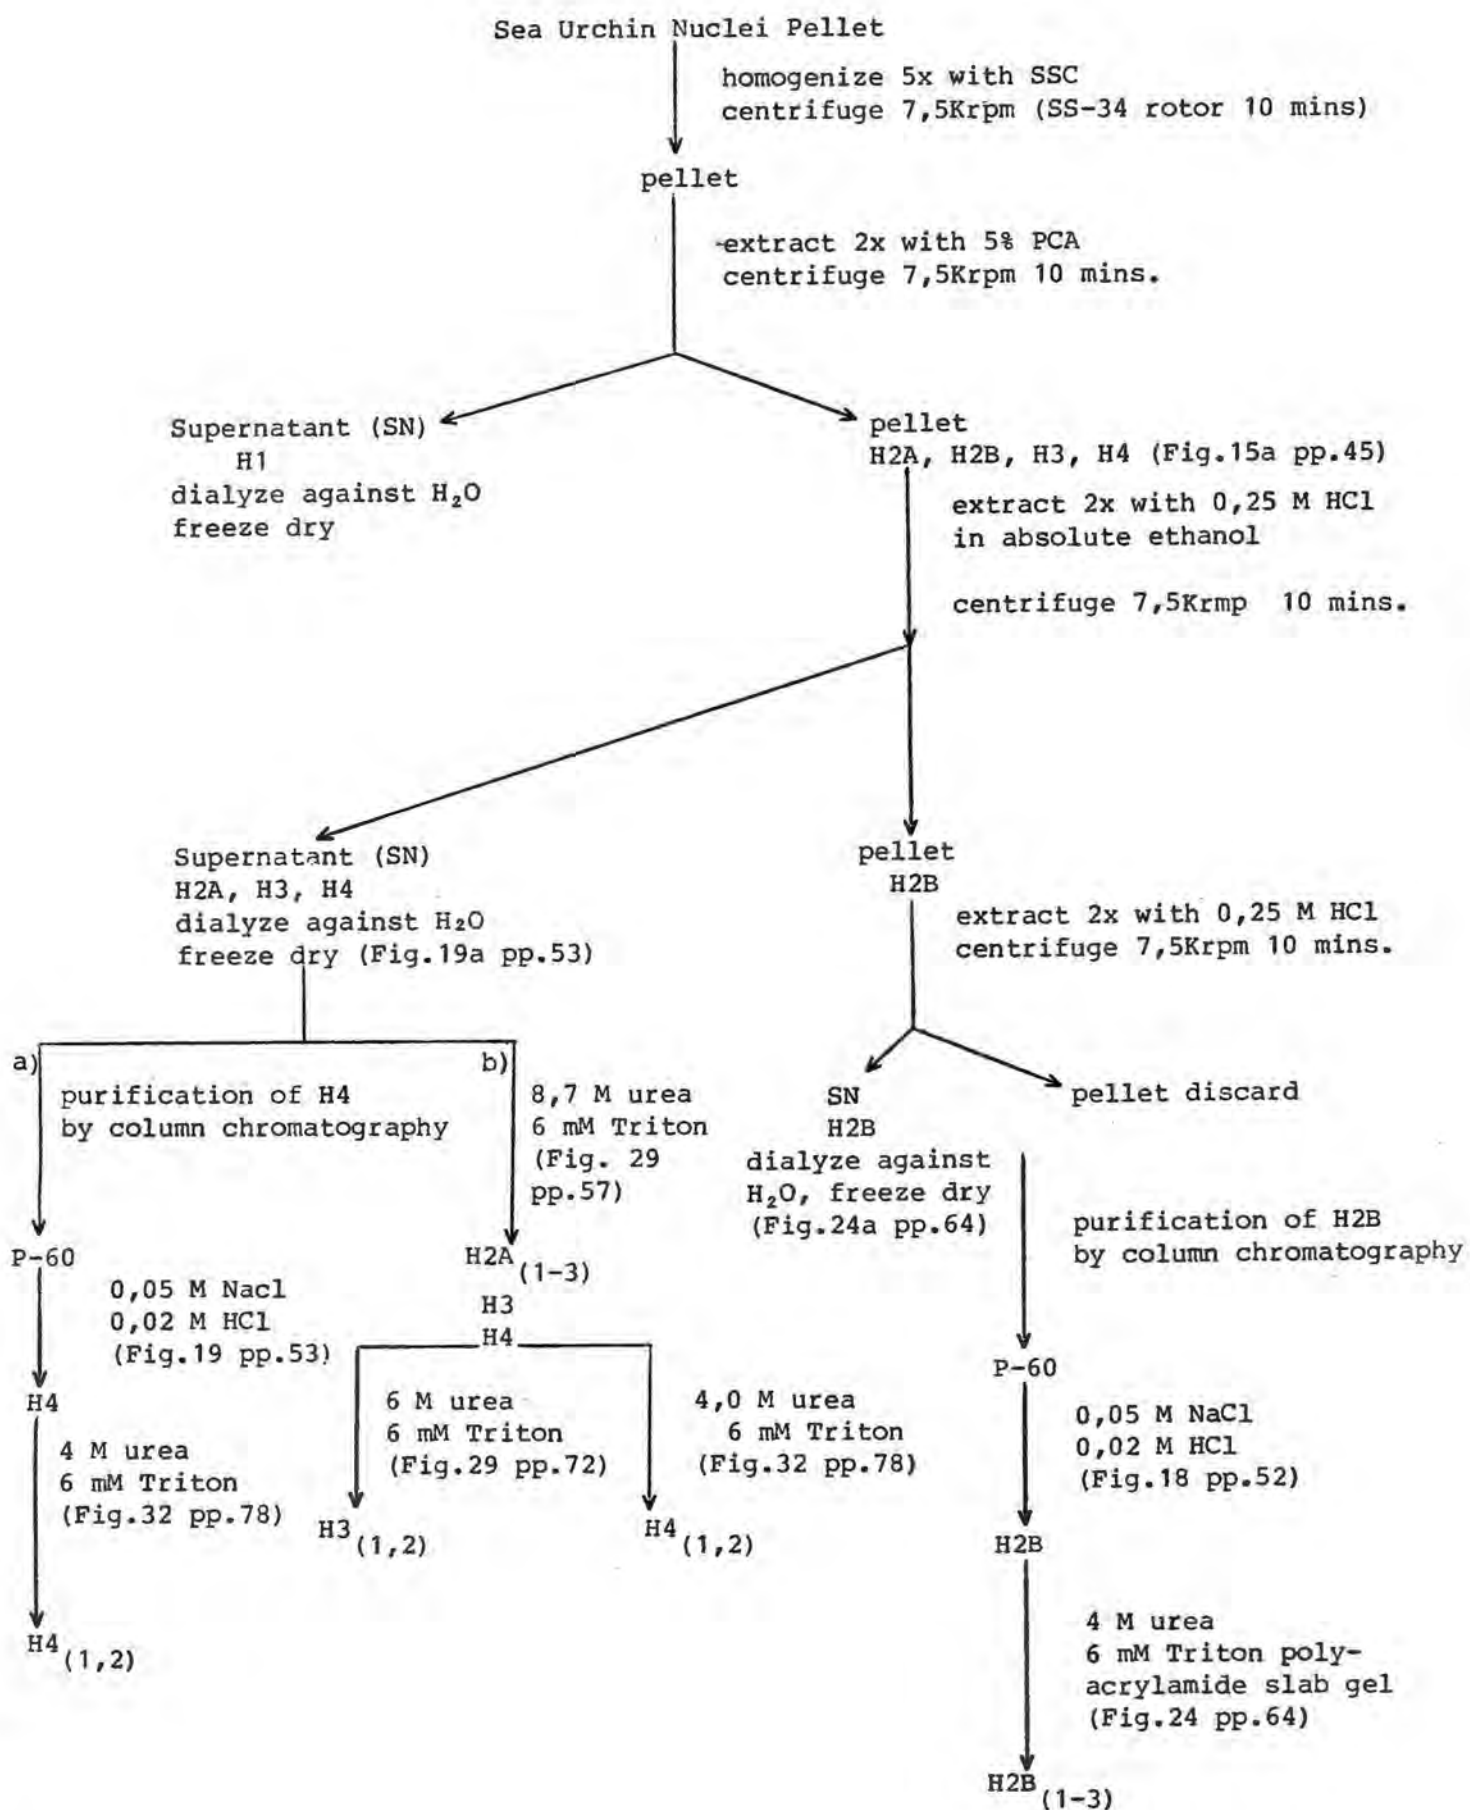 Sea Urchin Nuclei Pellet
homogenize 5x with SSC
centrifuge 7,5Krpm (SS-34 rotor 10 mins)
pellet
extract 2x with 5% PCA
centrifuge 7,5Krpm 10 mins.
Supernatant (SN)
H1
dialyze against H₂O
freeze dry
pellet
H2A, H2B, H3, H4 (Fig.15a pp.45)
extract 2x with 0,25 M HCl
in absolute ethanol
centrifuge 7,5Krmp 10 mins.
Supernatant (SN)
H2A, H3, H4
dialyze against H₂O
freeze dry (Fig.19a pp.53)
pellet
H2B
extract 2x with 0,25 M HCl
centrifuge 7,5Krpm 10 mins.
a)
purification of H4
by column chromatography
b)
8,7 M urea
6 mM Triton
(Fig. 29
pp.57)
SN
H2B
dialyze against
H₂O, freeze dry
(Fig.24a pp.64)
pellet discard
purification of H2B
by column chromatography
P-60
0,05 M Nacl
0,02 M HCl
(Fig.19 pp.53)
H4
4 M urea
6 mM Triton
(Fig.32 pp.78)
H4(1,2)
H2A(1-3)
H3
H4
6 M urea
6 mM Triton
(Fig.29 pp.72)
H3(1,2)
4,0 M urea
6 mM Triton
(Fig.32 pp.78)
H4(1,2)
P-60
0,05 M NaCl
0,02 M HCl
(Fig.18 pp.52)
H2B
4 M urea
6 mM Triton poly-
acrylamide slab gel
(Fig.24 pp.64)
H2B(1-3)